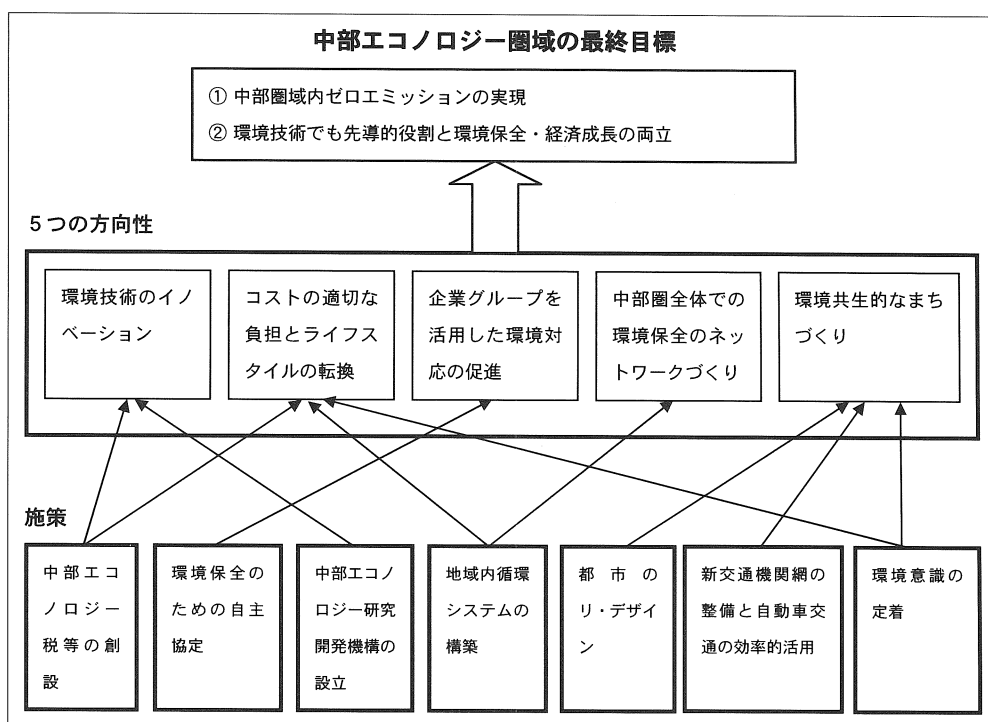 中部エコノロジー圏域の最終目標
① 中部圏域内ゼロエミッションの実現
② 環境技術でも先導的役割と環境保全・経済成長の両立
5つの方向性
環境技術のイノ
ベーション
コストの適切な
負担とライフス
タイルの転換
企業グループを
活用した環境対
応の促進
中部圏全体での
環境保全のネッ
トワークづくり
環境共生的なまち
づくり
施策
中部エコ
ノロジー
税等の創
設
環境保全の
ための自主
協定
中部エコノ
ロジー研究
開発機構の
設立
地域内循環
システムの
構築
都市の
リ・デザイ
ン
新交通機関網の
整備と自動車交
通の効率的活用
環境意識の
定着